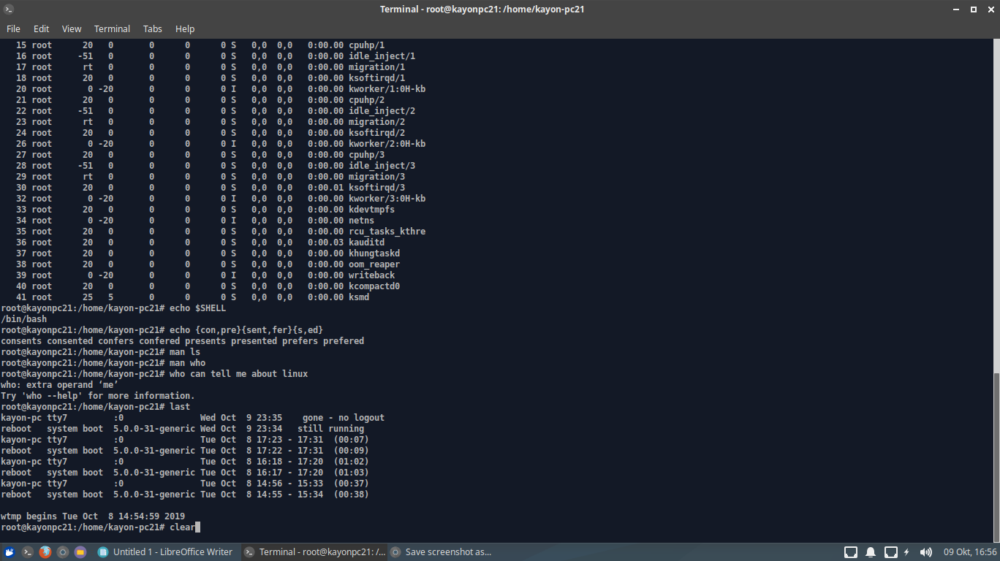 Terminal - root@kayonpc21: /home/kayon-pc21
File Edit View Terminal Tabs Help
15 root 20 0 0 0 0 S 0,0 0,0 0:00.00 cpuhp/1
16 root -51 0 0 0 0 S 0,0 0,0 0:00.00 idle_inject/1
17 root rt 0 0 0 0 S 0,0 0,0 0:00.00 migration/1
18 root 20 0 0 0 0 S 0,0 0,0 0:00.00 ksoftirqd/1
20 root 0 -20 0 0 0 I 0,0 0,0 0:00.00 kworker/1:0H-kb
21 root 20 0 0 0 0 S 0,0 0,0 0:00.00 cpuhp/2
22 root -51 0 0 0 0 S 0,0 0,0 0:00.00 idle_inject/2
23 root rt 0 0 0 0 S 0,0 0,0 0:00.00 migration/2
24 root 20 0 0 0 0 S 0,0 0,0 0:00.00 ksoftirqd/2
26 root 0 -20 0 0 0 I 0,0 0,0 0:00.00 kworker/2:0H-kb
27 root 20 0 0 0 0 S 0,0 0,0 0:00.00 cpuhp/3
28 root -51 0 0 0 0 S 0,0 0,0 0:00.00 idle_inject/3
29 root rt 0 0 0 0 S 0,0 0,0 0:00.00 migration/3
30 root 20 0 0 0 0 S 0,0 0,0 0:00.01 ksoftirqd/3
32 root 0 -20 0 0 0 I 0,0 0,0 0:00.00 kworker/3:0H-kb
33 root 20 0 0 0 0 S 0,0 0,0 0:00.00 kdevtmpfs
34 root 0 -20 0 0 0 I 0,0 0,0 0:00.00 netns
35 root 20 0 0 0 0 S 0,0 0,0 0:00.00 rcu_tasks_kthre
36 root 20 0 0 0 0 S 0,0 0,0 0:00.03 kauditd
37 root 20 0 0 0 0 S 0,0 0,0 0:00.00 khungtaskd
38 root 20 0 0 0 0 S 0,0 0,0 0:00.00 oom_reaper
39 root 0 -20 0 0 0 I 0,0 0,0 0:00.00 writeback
40 root 20 0 0 0 0 S 0,0 0,0 0:00.00 kcompactd0
41 root 25 5 0 0 0 S 0,0 0,0 0:00.00 ksmd
root@kayonpc21:/home/kayon-pc21# echo $SHELL
/bin/bash
root@kayonpc21:/home/kayon-pc21# echo {con,pre}{sent,fer}{s,ed}
consents consented confers confered presents presented prefers prefered
root@kayonpc21:/home/kayon-pc21# man ls
root@kayonpc21:/home/kayon-pc21# man who
root@kayonpc21:/home/kayon-pc21# who can tell me about linux
who: extra operand ‘me’
Try 'who --help' for more information.
root@kayonpc21:/home/kayon-pc21# last
kayon-pc tty7 :0 Wed Oct 9 23:35 gone - no logout
reboot system boot 5.0.0-31-generic Wed Oct 9 23:34 still running
kayon-pc tty7 :0 Tue Oct 8 17:23 - 17:31 (00:07)
reboot system boot 5.0.0-31-generic Tue Oct 8 17:22 - 17:31 (00:09)
kayon-pc tty7 :0 Tue Oct 8 16:18 - 17:20 (01:02)
reboot system boot 5.0.0-31-generic Tue Oct 8 16:17 - 17:20 (01:03)
kayon-pc tty7 :0 Tue Oct 8 14:56 - 15:33 (00:37)
reboot system boot 5.0.0-31-generic Tue Oct 8 14:55 - 15:34 (00:38)
wtmp begins Tue Oct 8 14:54:59 2019
root@kayonpc21:/home/kayon-pc21# clear
Untitled 1 - LibreOffice Writer Terminal - root@kayonpc21: /... Save screenshot as... 09 Okt, 16:56